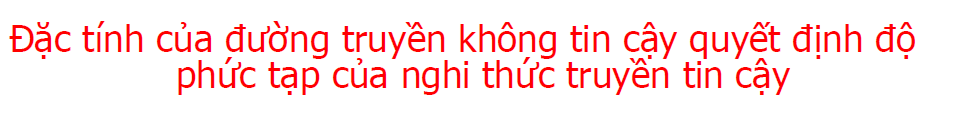 Đặc tính của đường truyền không tin cậy quyết định độ
phức tạp của nghi thức truyền tin cậy